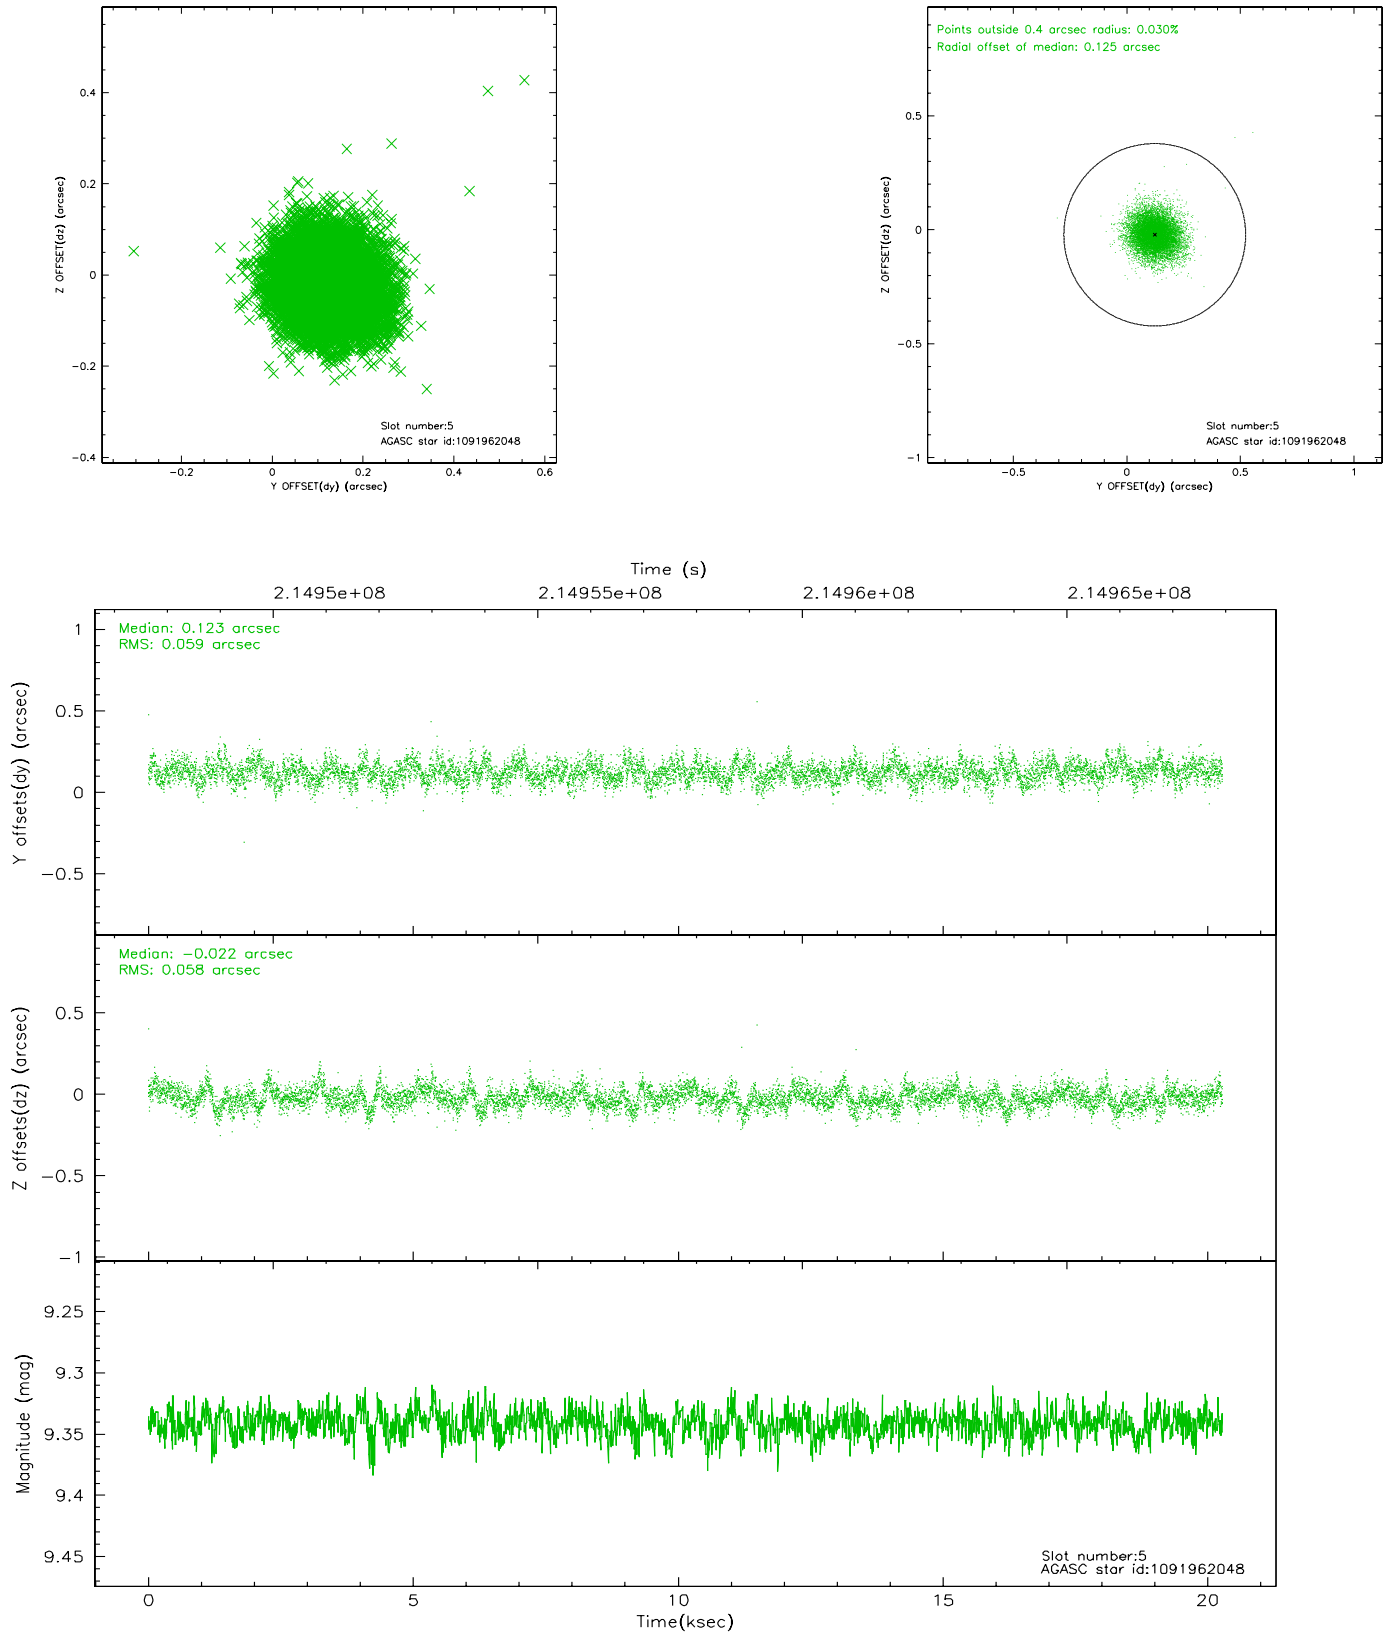 0.4
0.2
0
−0.2
−0.4
−0.2
0
0.2
0.4
0.6
Z OFFSET(dz) (arcsec)
Y OFFSET(dy) (arcsec)
Slot number:5
AGASC star id:1091962048
Points outside 0.4 arcsec radius: 0.030%
Radial offset of median: 0.125 arcsec
0.5
0
−0.5
−1
−0.5
0
0.5
1
Z OFFSET(dz) (arcsec)
Y OFFSET(dy) (arcsec)
Slot number:5
AGASC star id:1091962048
Time (s)
2.1495e+08
2.14955e+08
2.1496e+08
2.14965e+08
Median: 0.123 arcsec
RMS: 0.059 arcsec
1
0.5
0
−0.5
Y offsets(dy) (arcsec)
Median: −0.022 arcsec
RMS: 0.058 arcsec
0.5
0
−0.5
−1
Z offsets(dz) (arcsec)
9.25
9.3
9.35
9.4
9.45
Magnitude (mag)
Slot number:5
AGASC star id:1091962048
0
5
10
15
20
Time(ksec)